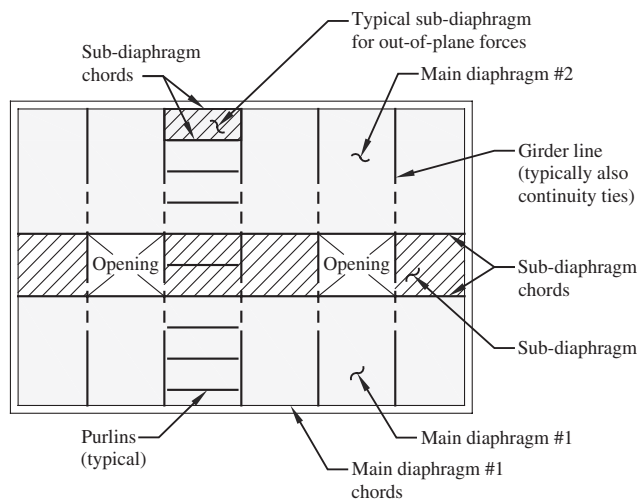 Typical sub-diaphragm
for out-of-plane forces
Sub-diaphragm
chords
Main diaphragm #2
Girder line
(typically also
continuity ties)
Opening
Opening
Sub-diaphragm
chords
Sub-diaphragm
Purlins
(typical)
Main diaphragm #1
Main diaphragm #1
chords